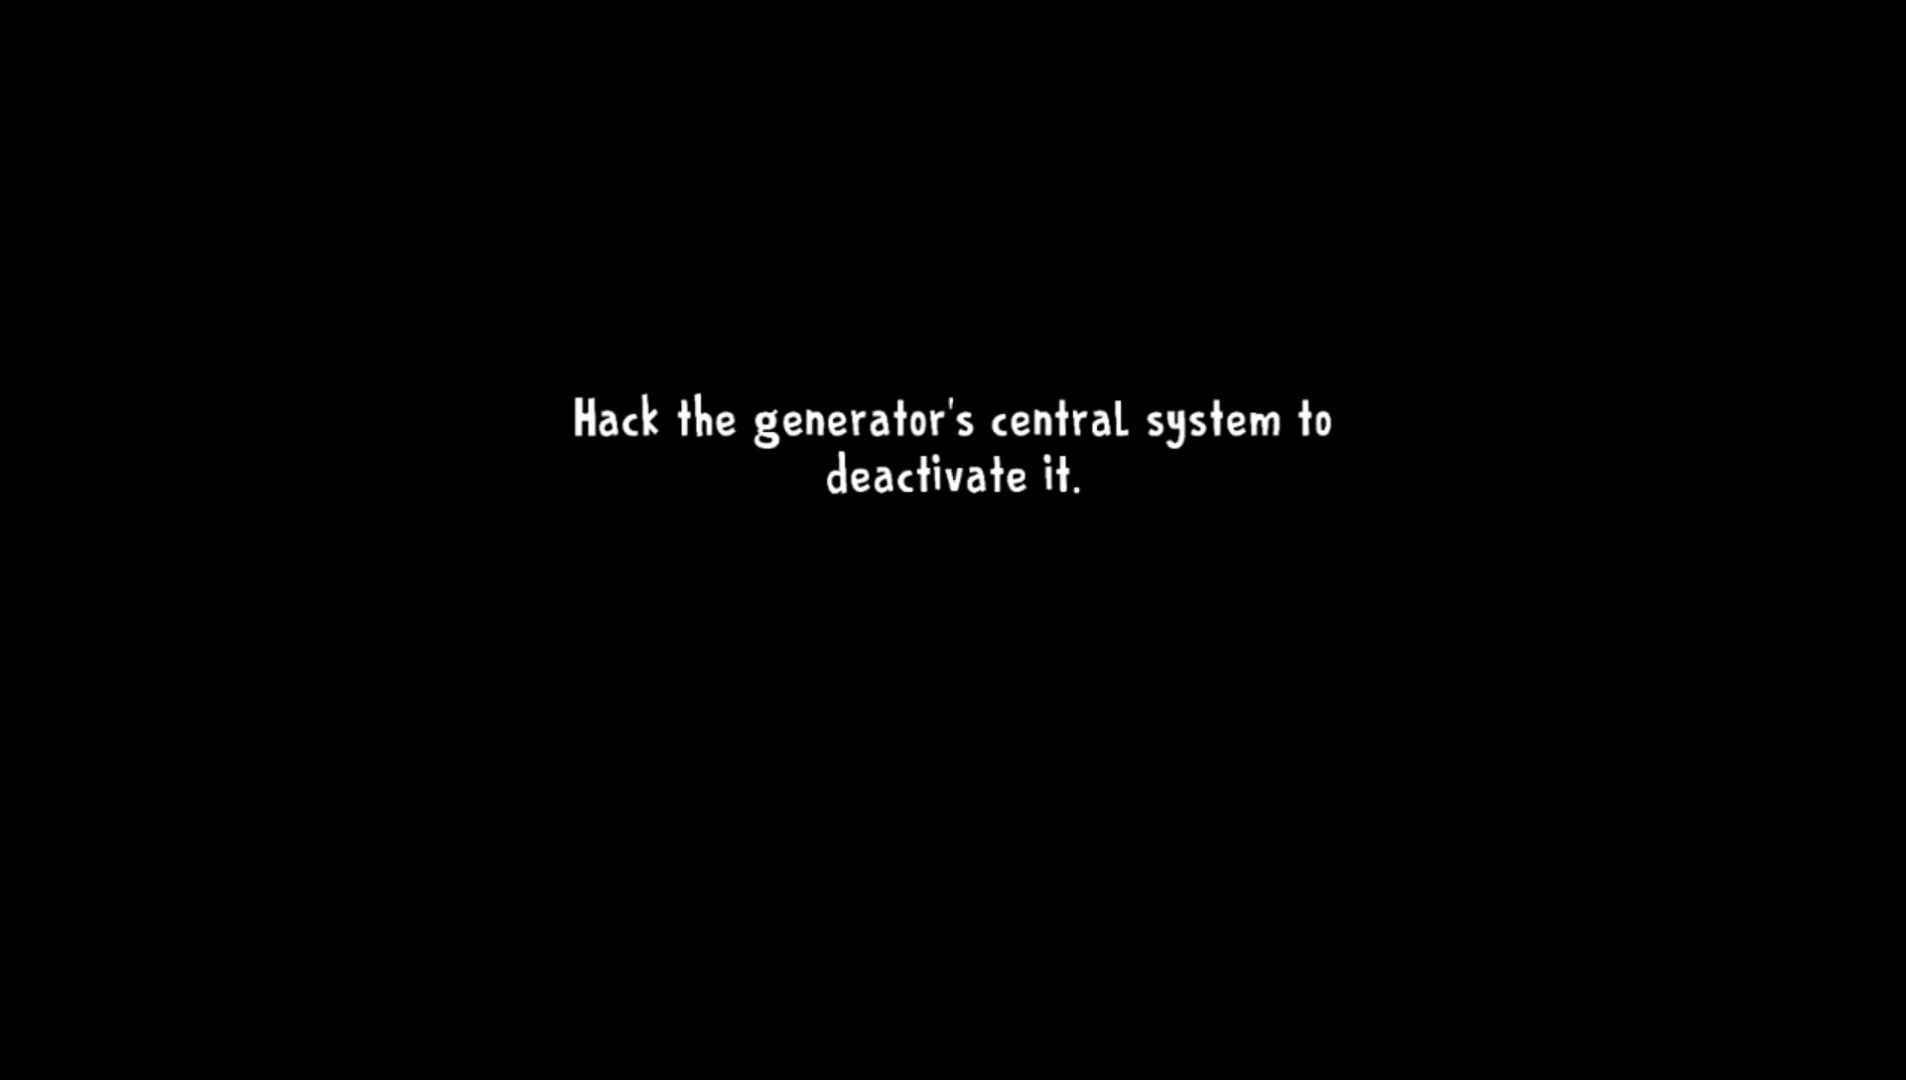 Hack the generator's central system to
deactivate it.